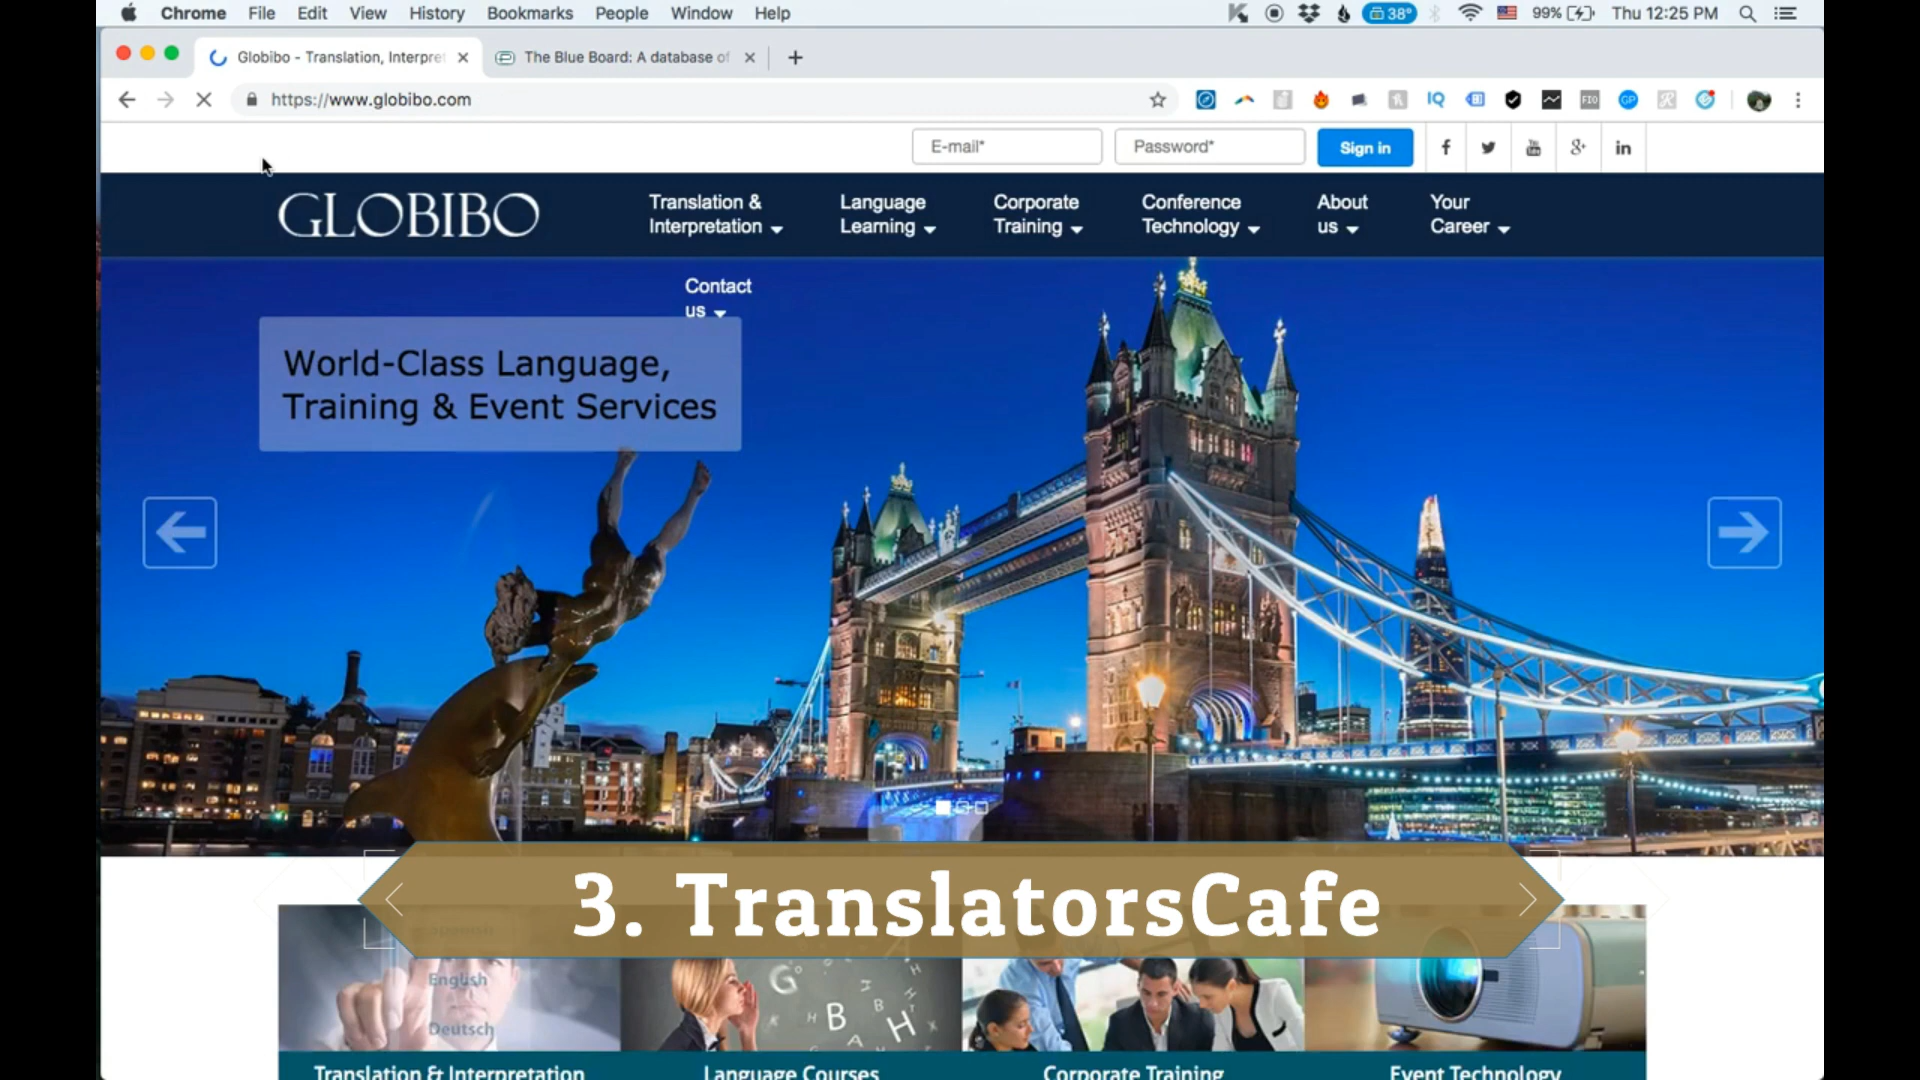 Chrome File Edit View History Bookmarks People Window Help
38° 99% Thu 12:25 PM
Globibo - Translation, Interpre
The Blue Board: A database of
https://www.globibo.com
E-mail*
Password*
Sign in
GLOBIBO
Translation &
Interpretation
Language
Learning
Corporate
Training
Conference
Technology
About
us
Your
Career
Contact
us
World-Class Language,
Training & Event Services
3. TranslatorsCafe
Spanish
English
Deutsch
Translation & Interpretation
Language Courses
Corporate Training
Event Technology